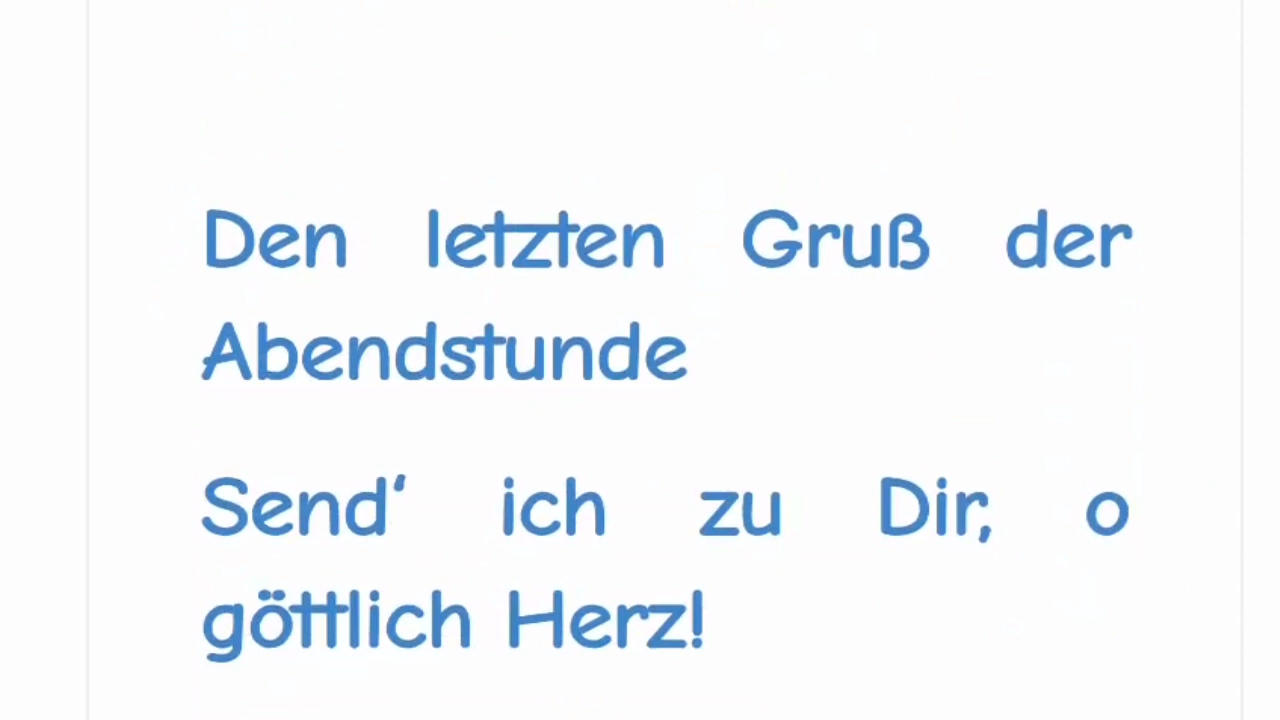 Den letzten Gruß der
Abendstunde
Send‘ ich zu Dir, o
göttlich Herz!